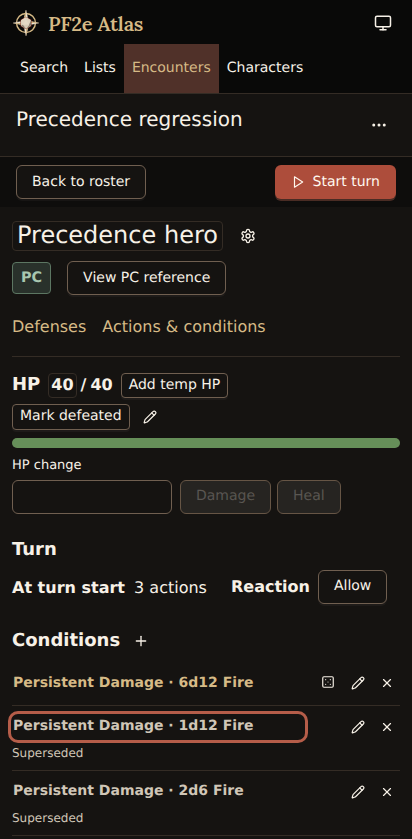 PF2e Atlas
Search Lists Encounters Characters
Precedence regression
Back to roster Start turn
Precedence hero
PC View PC reference
Defenses Actions & conditions
HP 40 / 40 Add temp HP
Mark defeated
HP change
Damage Heal
Turn
At turn start 3 actions Reaction Allow
Conditions
Persistent Damage · 6d12 Fire
Persistent Damage · 1d12 Fire
Superseded
Persistent Damage · 2d6 Fire
Superseded